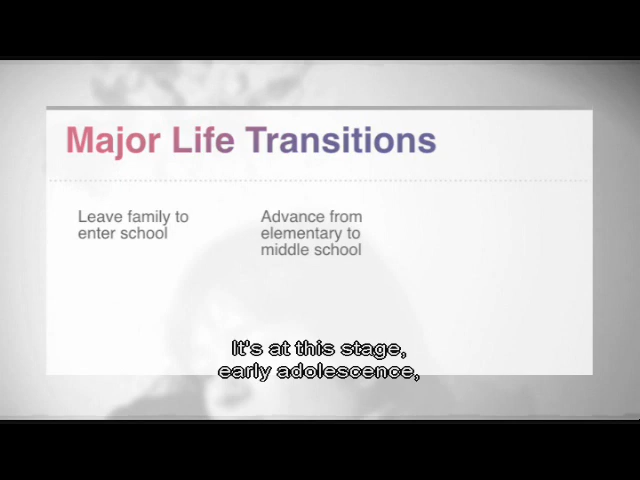 Major Life Transitions
Leave family to
enter school
Advance from
elementary to
middle school
It's at this stage,
early adolescence,